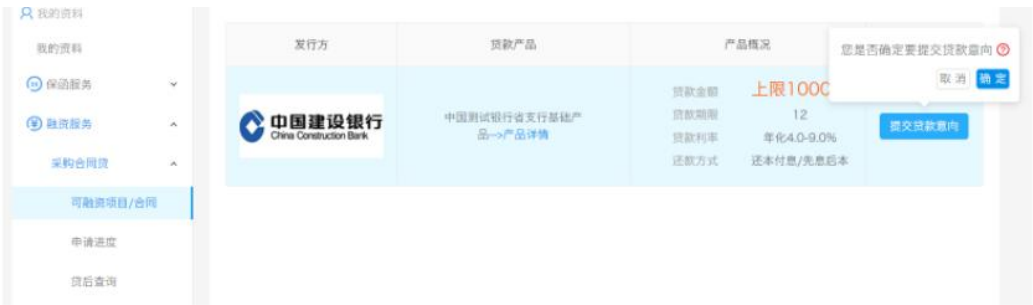 我的资料
我的资料
保函服务
融资服务
采购合同贷
可融资项目/合同
申请进度
贷后查询
发行方
贷款产品
产品概况
中国建设银行
China Construction Bank
中国测试银行省支行基础产
品-->产品详情
贷款金额 上限1000
贷款期限 12
贷款利率 年化4.0-9.0%
还款方式 还本付息/先息后本
您是否确定要提交贷款意向
取 消 确 定
提交贷款意向